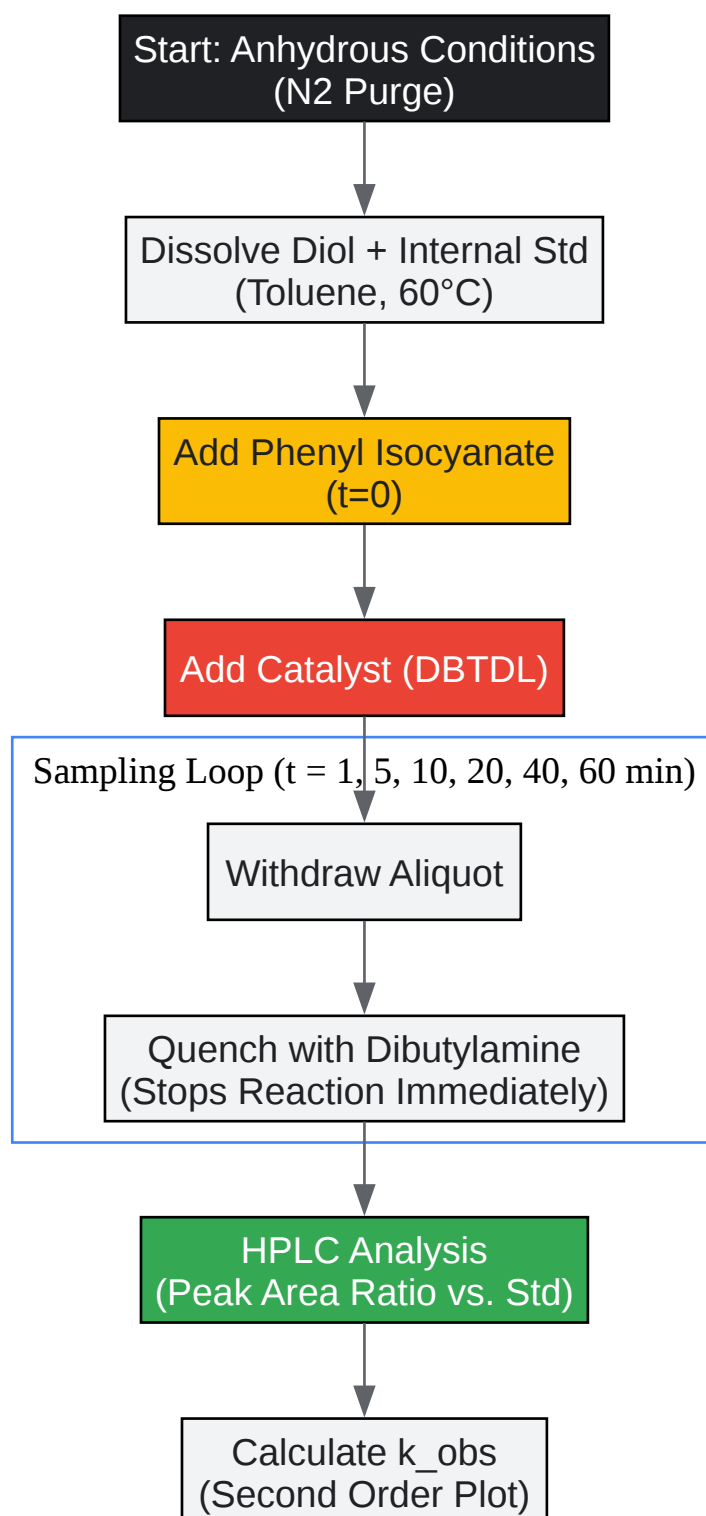 Start: Anhydrous Conditions
(N2 Purge)
Dissolve Diol + Internal Std
(Toluene, 60°C)
Add Phenyl Isocyanate
(t=0)
Add Catalyst (DBTDL)
Sampling Loop (t = 1, 5, 10, 20, 40, 60 min)
Withdraw Aliquot
Quench with Dibutylamine
(Stops Reaction Immediately)
HPLC Analysis
(Peak Area Ratio vs. Std)
Calculate k_obs
(Second Order Plot)